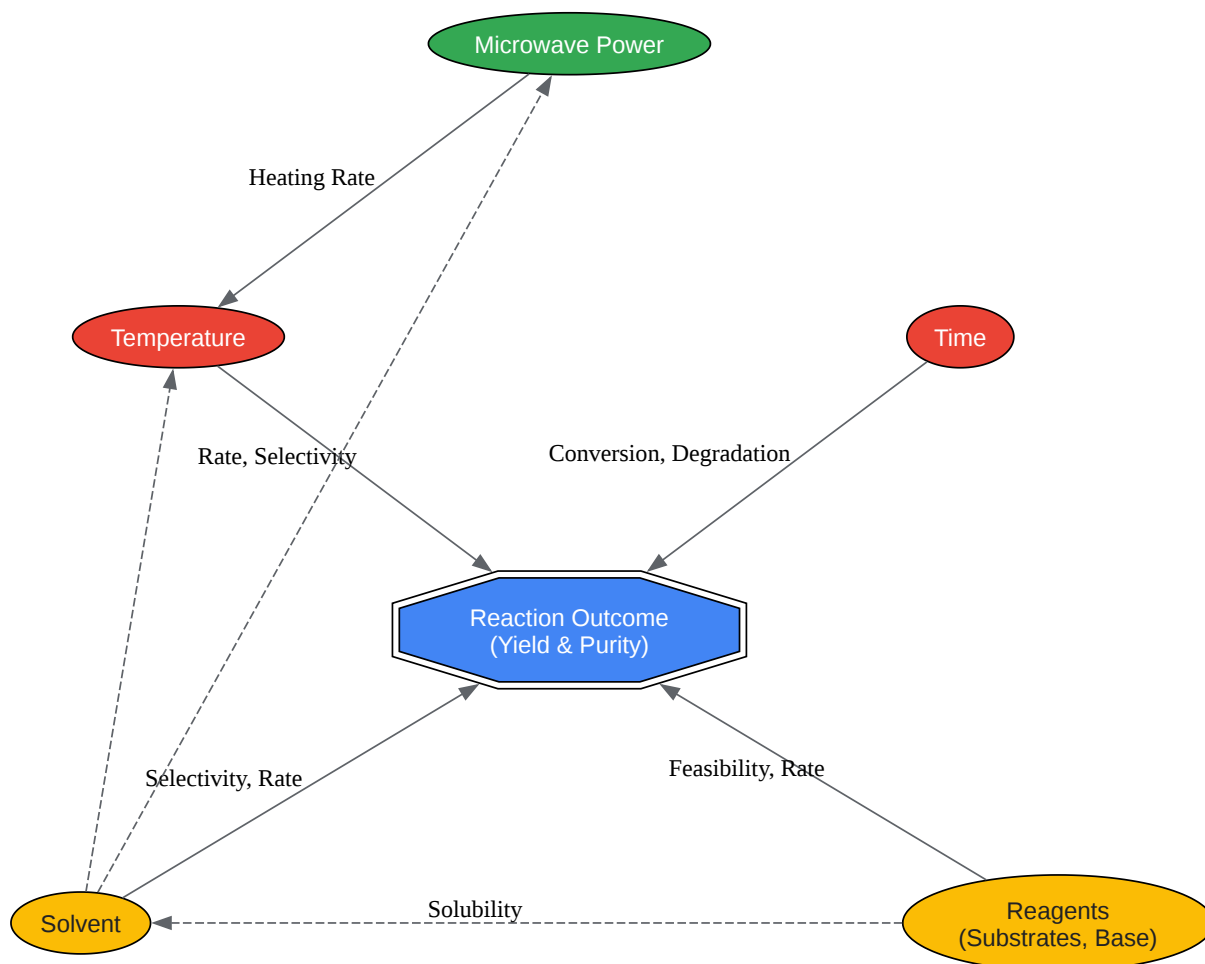 Microwave Power
Heating Rate
Temperature
Time
Rate, Selectivity
Conversion, Degradation
Reaction Outcome
(Yield & Purity)
Selectivity, Rate
Feasibility, Rate
Solvent
Solubility
Reagents
(Substrates, Base)